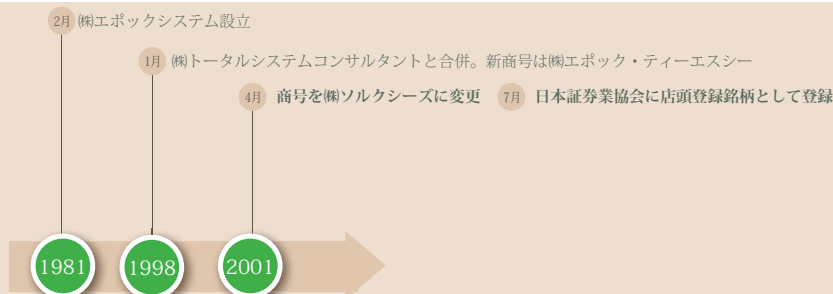 2月 ㈱エポックシステム設立
1月 ㈱トータルシステムコンサルタントと合併。新商号は㈱エポック・ティーエスシー
4月 商号を㈱ソルクシーズに変更 7月 日本証券業協会に店頭登録銘柄として登録
1981 1998 2001